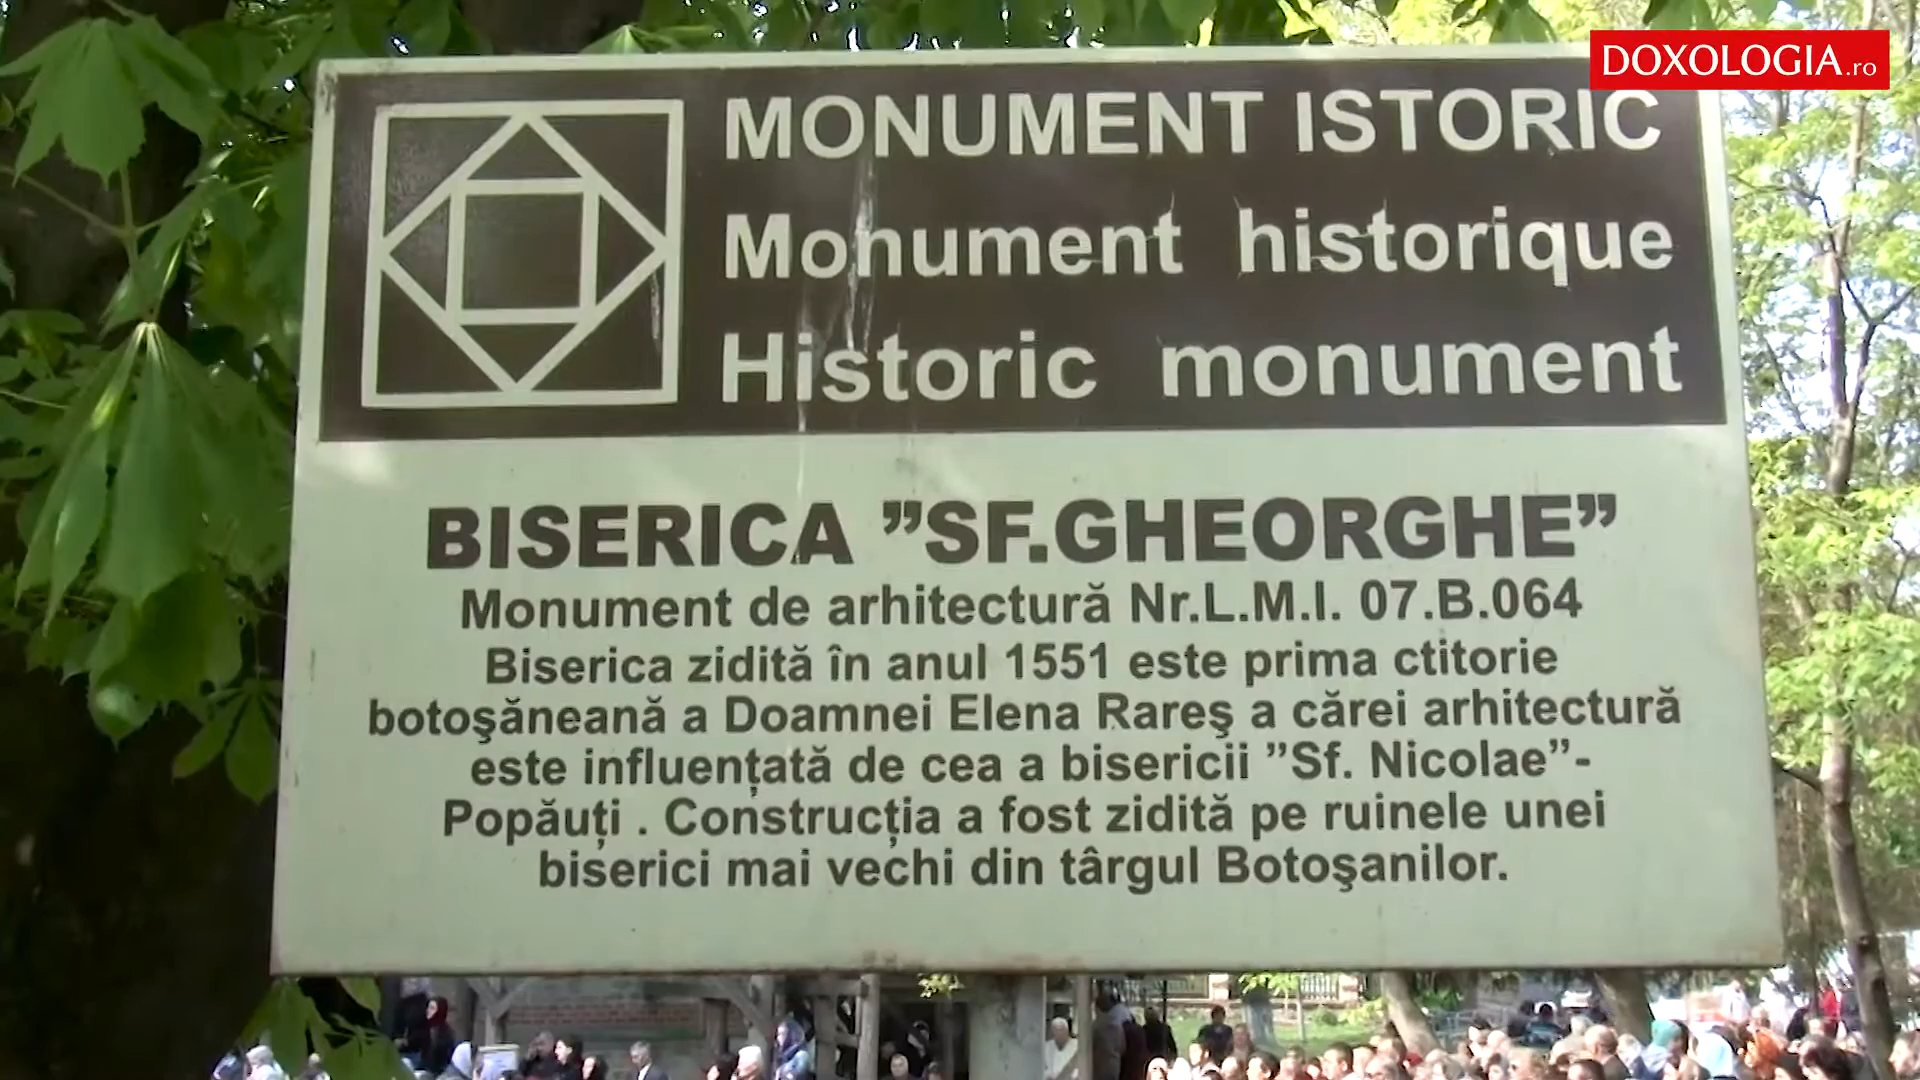 DOXOLOGIA.ro
MONUMENT ISTORIC
Monument historique
Historic monument
BISERICA ”SF.GHEORGHE”
Monument de arhitectură Nr.L.M.I. 07.B.064
Biserica zidită în anul 1551 este prima ctitorie
botoşăneană a Doamnei Elena Rareş a cărei arhitectură
este influențată de cea a bisericii ”Sf. Nicolae”-
Popăuți . Construcția a fost zidită pe ruinele unei
biserici mai vechi din târgul Botoşanilor.